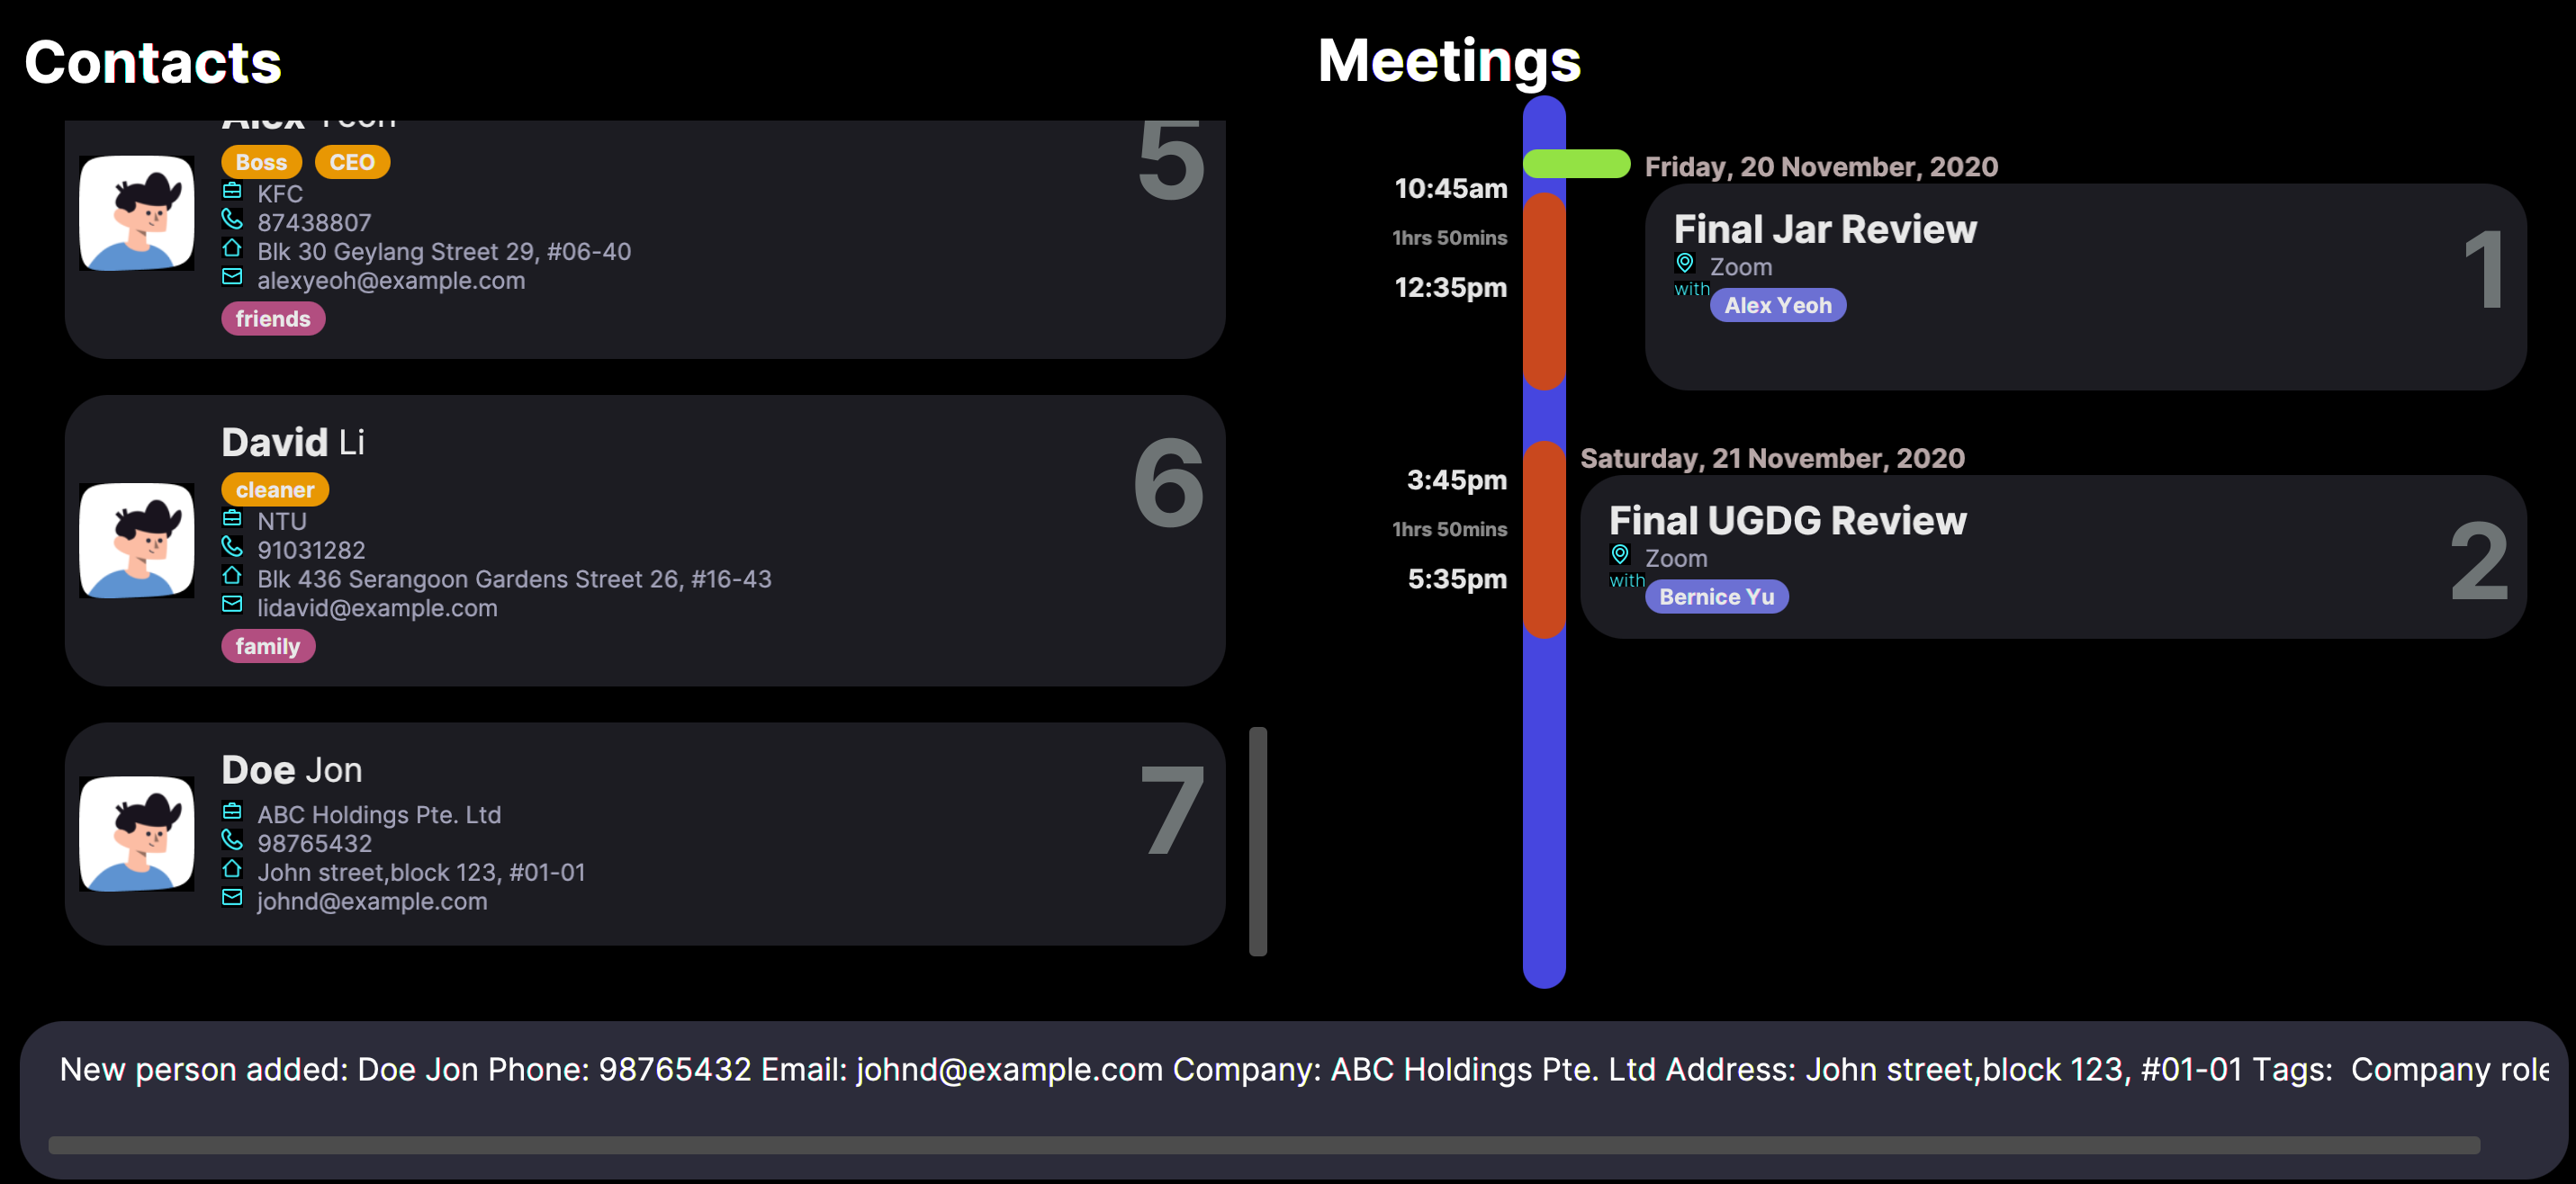 Contacts
Alex Yeoh
5
Boss CEO
KFC
87438807
Blk 30 Geylang Street 29, #06-40
alexyeoh@example.com
friends
David Li
6
cleaner
NTU
91031282
Blk 436 Serangoon Gardens Street 26, #16-43
lidavid@example.com
family
Doe Jon
7
ABC Holdings Pte. Ltd
98765432
John street,block 123, #01-01
johnd@example.com
Meetings
Friday, 20 November, 2020
10:45am
1hrs 50mins
12:35pm
Final Jar Review
1
Zoom
with Alex Yeoh
Saturday, 21 November, 2020
3:45pm
1hrs 50mins
5:35pm
Final UGDG Review
2
Zoom
with Bernice Yu
New person added: Doe Jon Phone: 98765432 Email: johnd@example.com Company: ABC Holdings Pte. Ltd Address: John street,block 123, #01-01 Tags: Company role